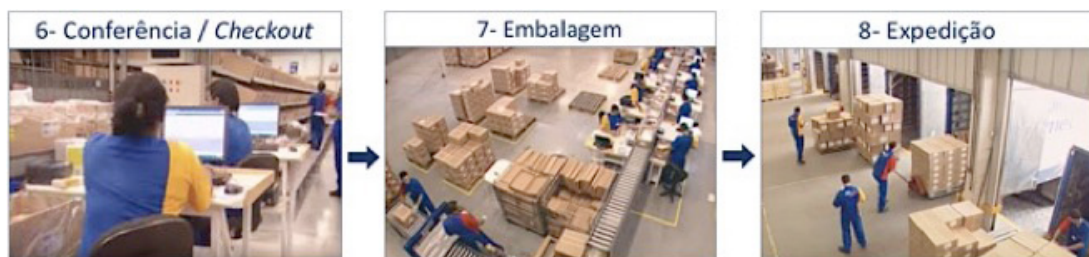 6- Conferência / Checkout
7- Embalagem
8- Expedição